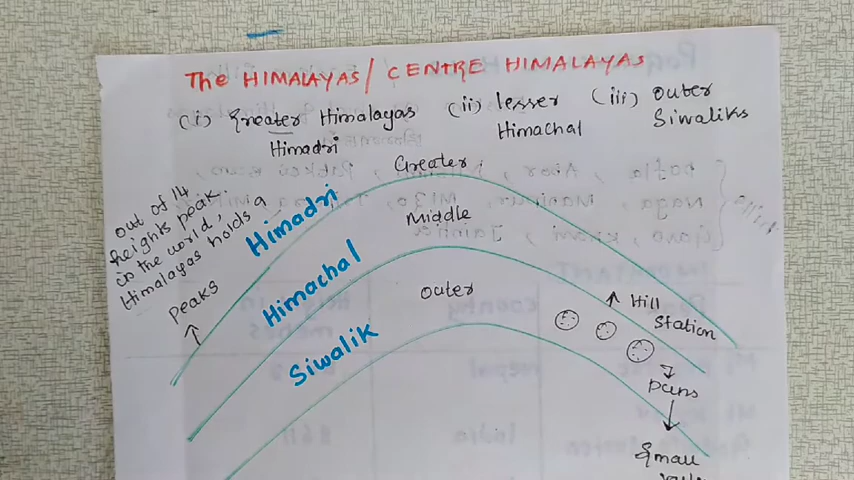 The HIMALAYAS/ CENTRE HIMALAYAS
(i) Greater Himalayas (ii) lesser (iii) outer
Himadri Himachal Siwaliks
Greater
out of 14
heights peak
in the world,
Himalayas holds a
Peaks
Himadri
Middle
Himachal
outer
Siwalik
Hill
Station
Duns
Small